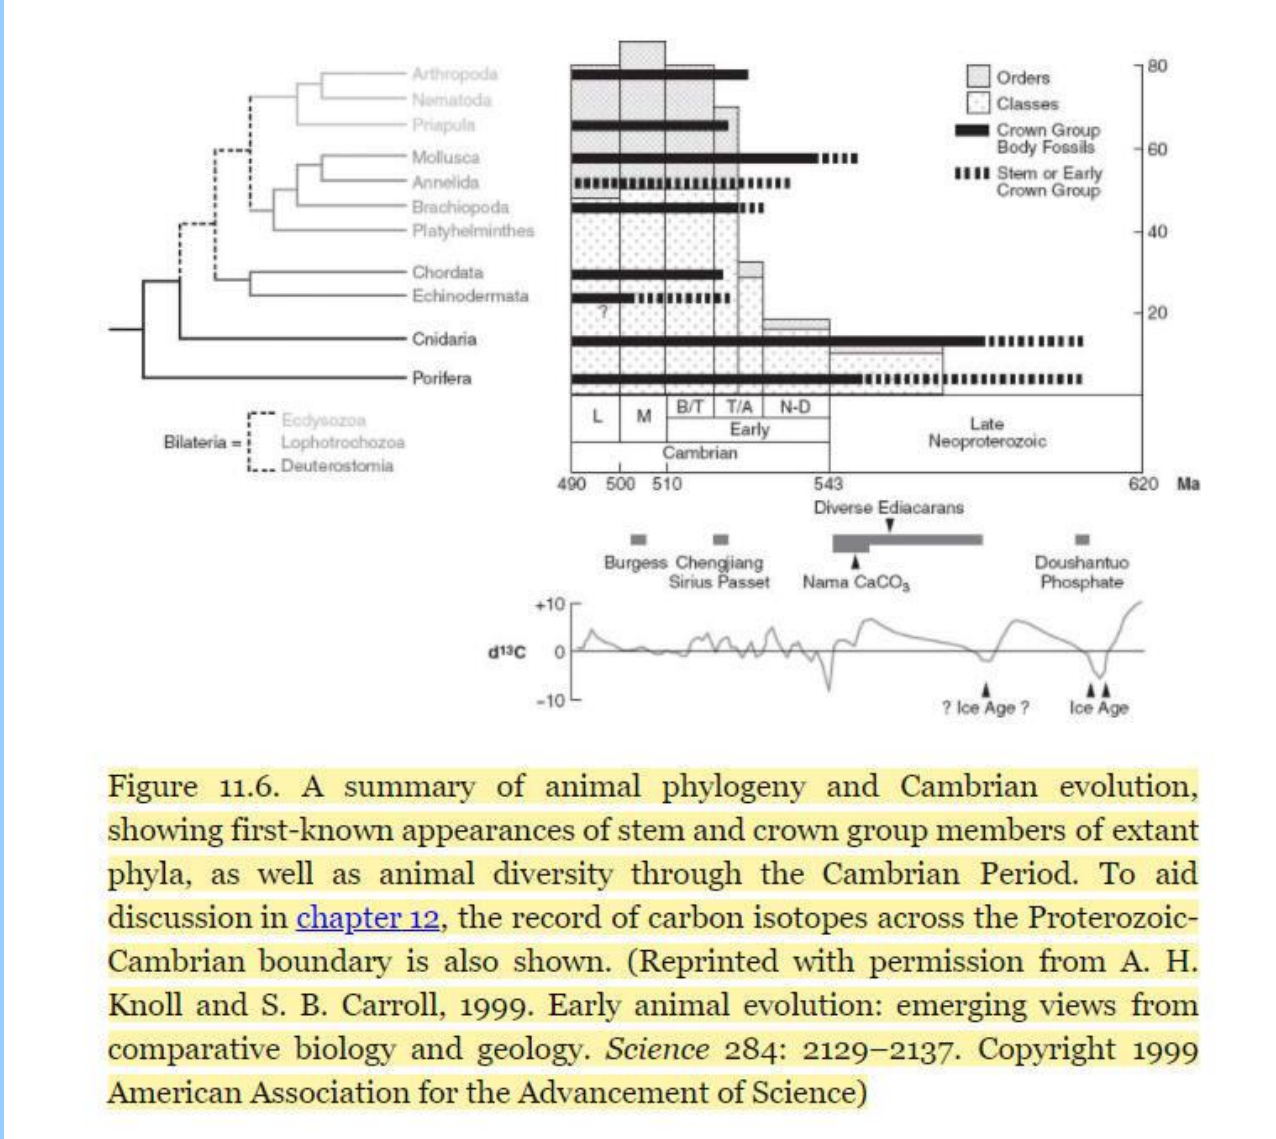 Arthropoda
Nematoda
Priapula
Mollusca
Annelida
Brachiopoda
Platyhelminthes
Chordata
Echinodermata
Cnidaria
Porifera
Bilateria =
Ecdysozoa
Lophotrochozoa
Deuterostomia
?
Orders
Classes
Crown Group
Body Fossils
Stem or Early
Crown Group
80
60
40
20
L
M
B/T
T/A
N-D
Early
Cambrian
Late
Neoproterozoic
490 500 510 543 620 Ma
Diverse Ediacarans
Burgess
Chengjiang
Sirius Passet
Nama CaCO₃
Doushantuo
Phosphate
+10
d¹³C 0
−10
? Ice Age ?
Ice Age
Figure 11.6. A summary of animal phylogeny and Cambrian evolution,
showing first-known appearances of stem and crown group members of extant
phyla, as well as animal diversity through the Cambrian Period. To aid
discussion in chapter 12, the record of carbon isotopes across the Proterozoic-
Cambrian boundary is also shown. (Reprinted with permission from A. H.
Knoll and S. B. Carroll, 1999. Early animal evolution: emerging views from
comparative biology and geology. Science 284: 2129–2137. Copyright 1999
American Association for the Advancement of Science)